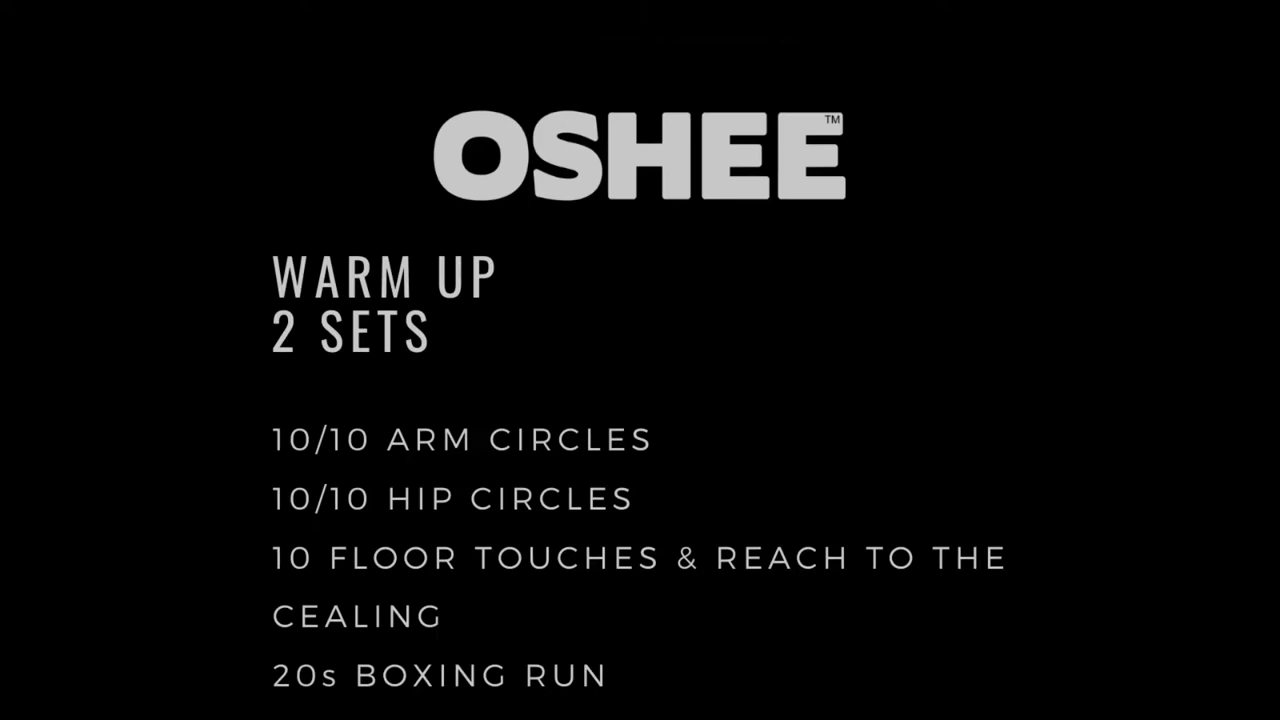 OSHEE™
WARM UP
2 SETS
10/10 ARM CIRCLES
10/10 HIP CIRCLES
10 FLOOR TOUCHES & REACH TO THE
CEALING
20s BOXING RUN